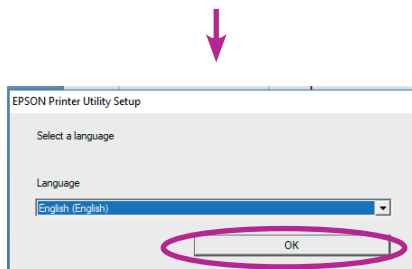 EPSON Printer Utility Setup
Select a language
Language
English (English)
OK